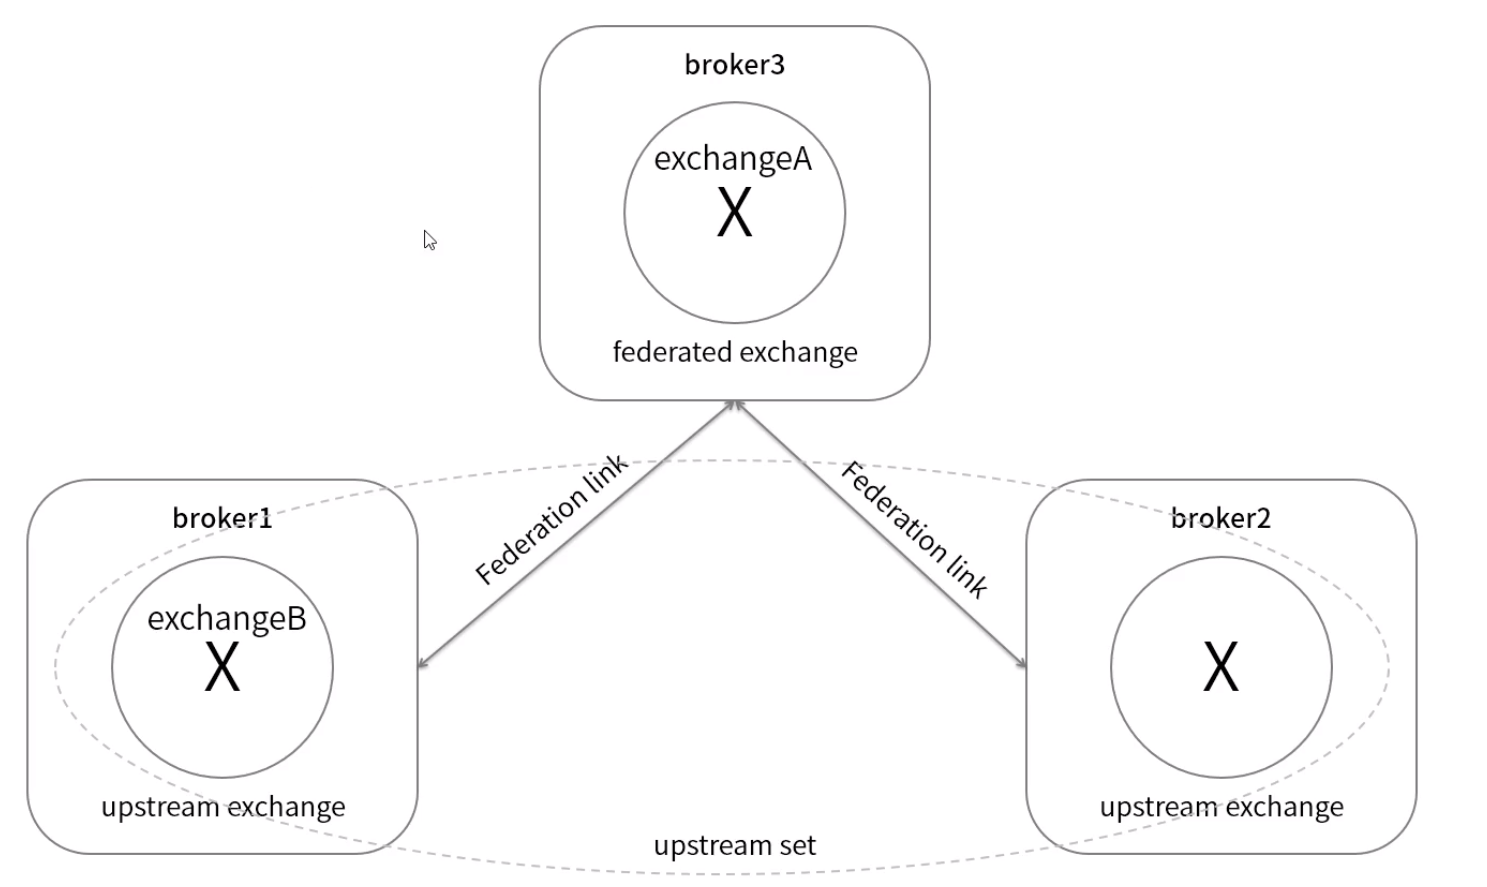 broker3
exchangeA
X
federated exchange
Federation link
Federation link
broker1
exchangeB
X
upstream exchange
broker2
X
upstream exchange
upstream set